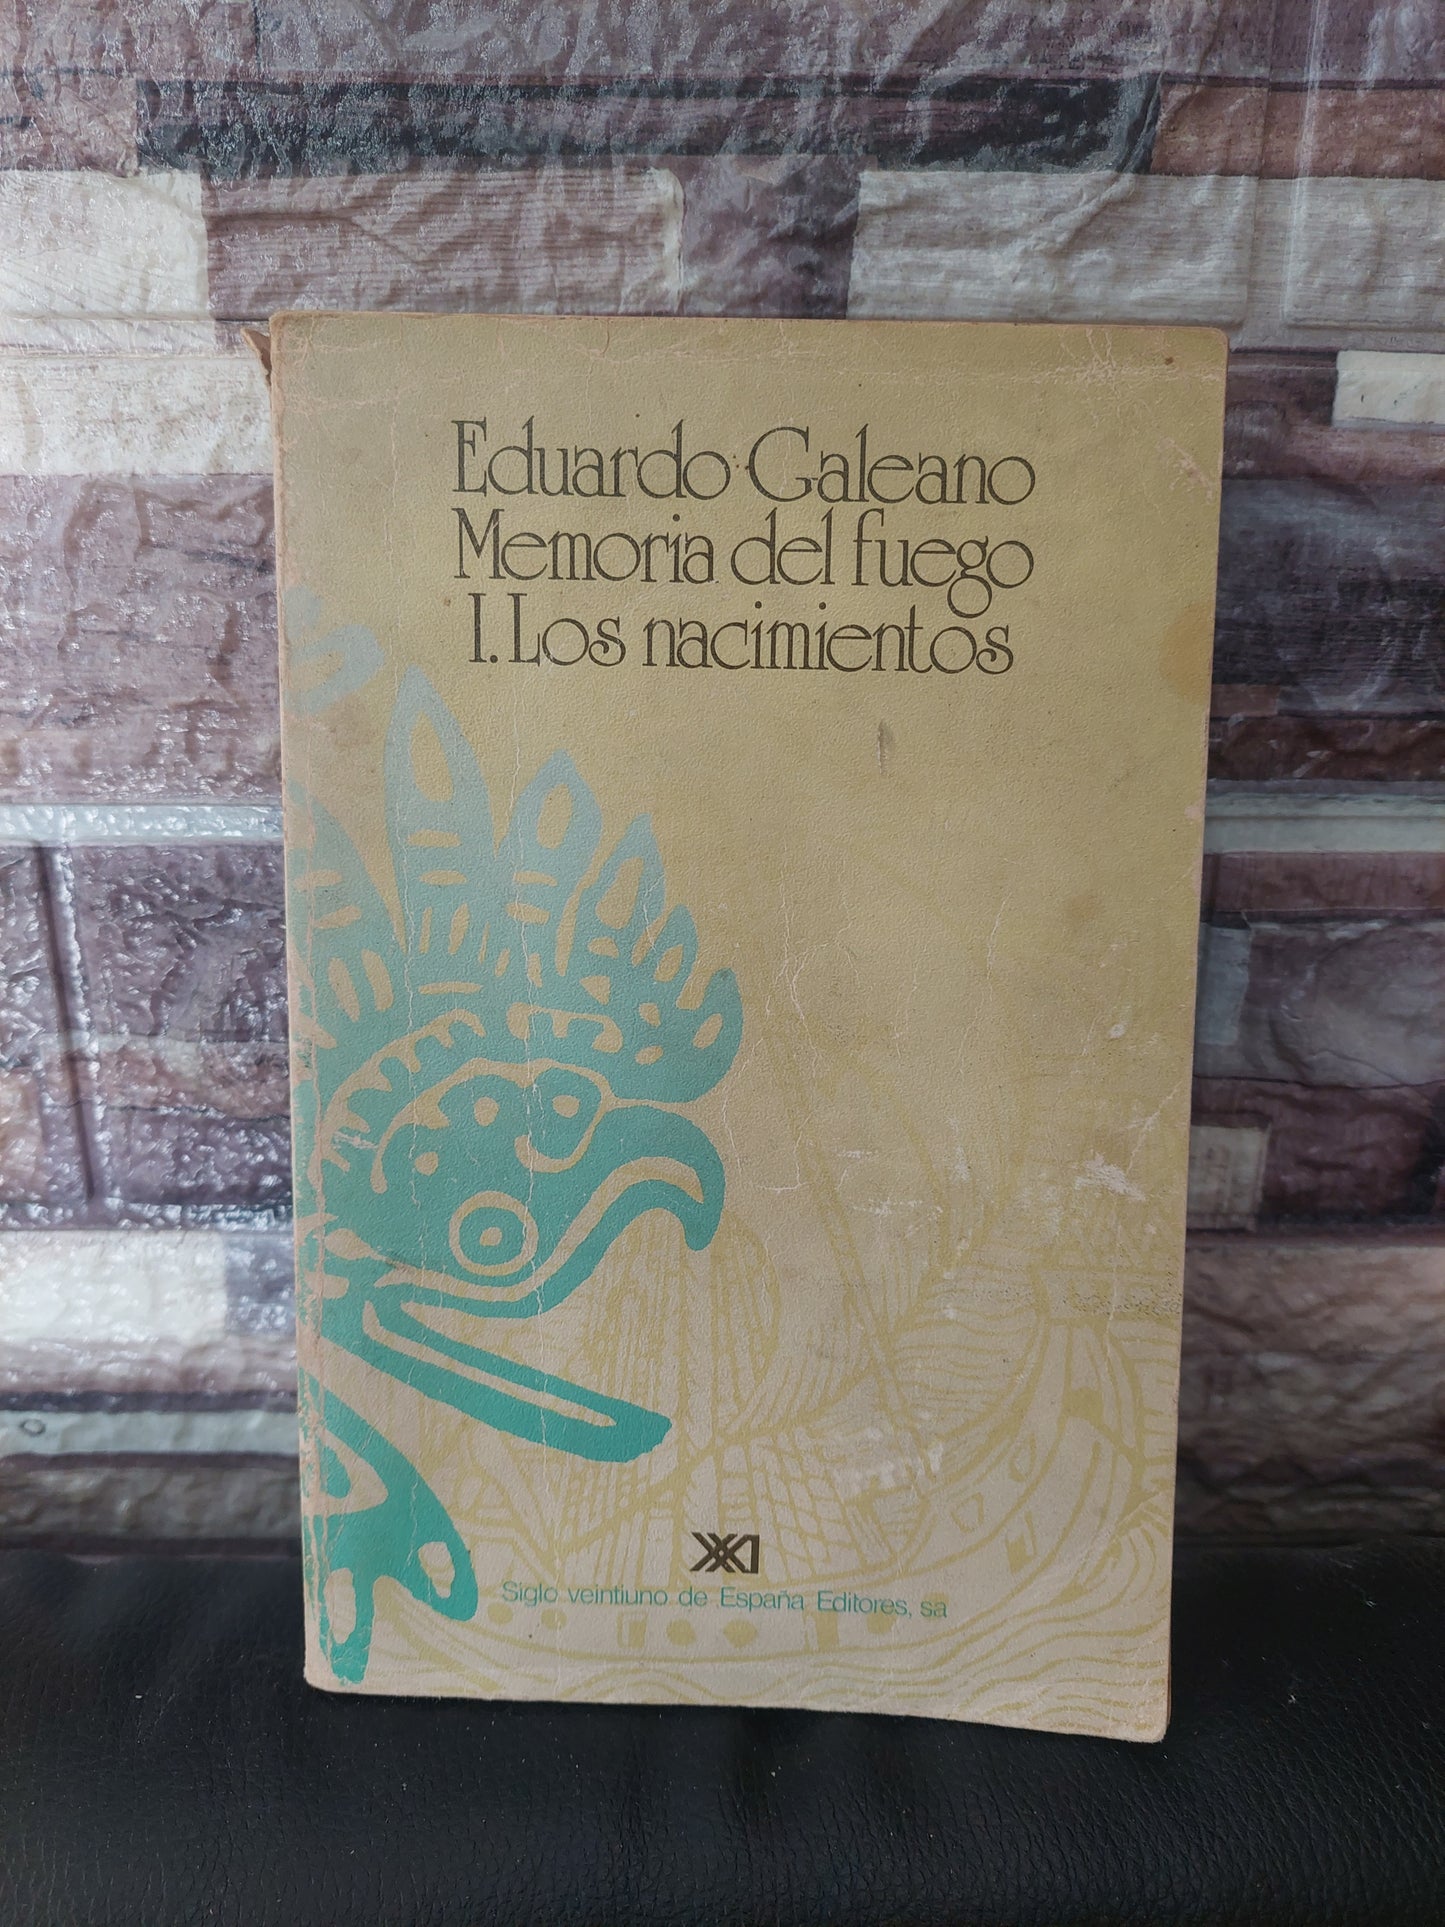 Eduardo Galeano
Memoria del fuego
I. Los nacimientos
XXI
Siglo veintiuno de España Editores, sa